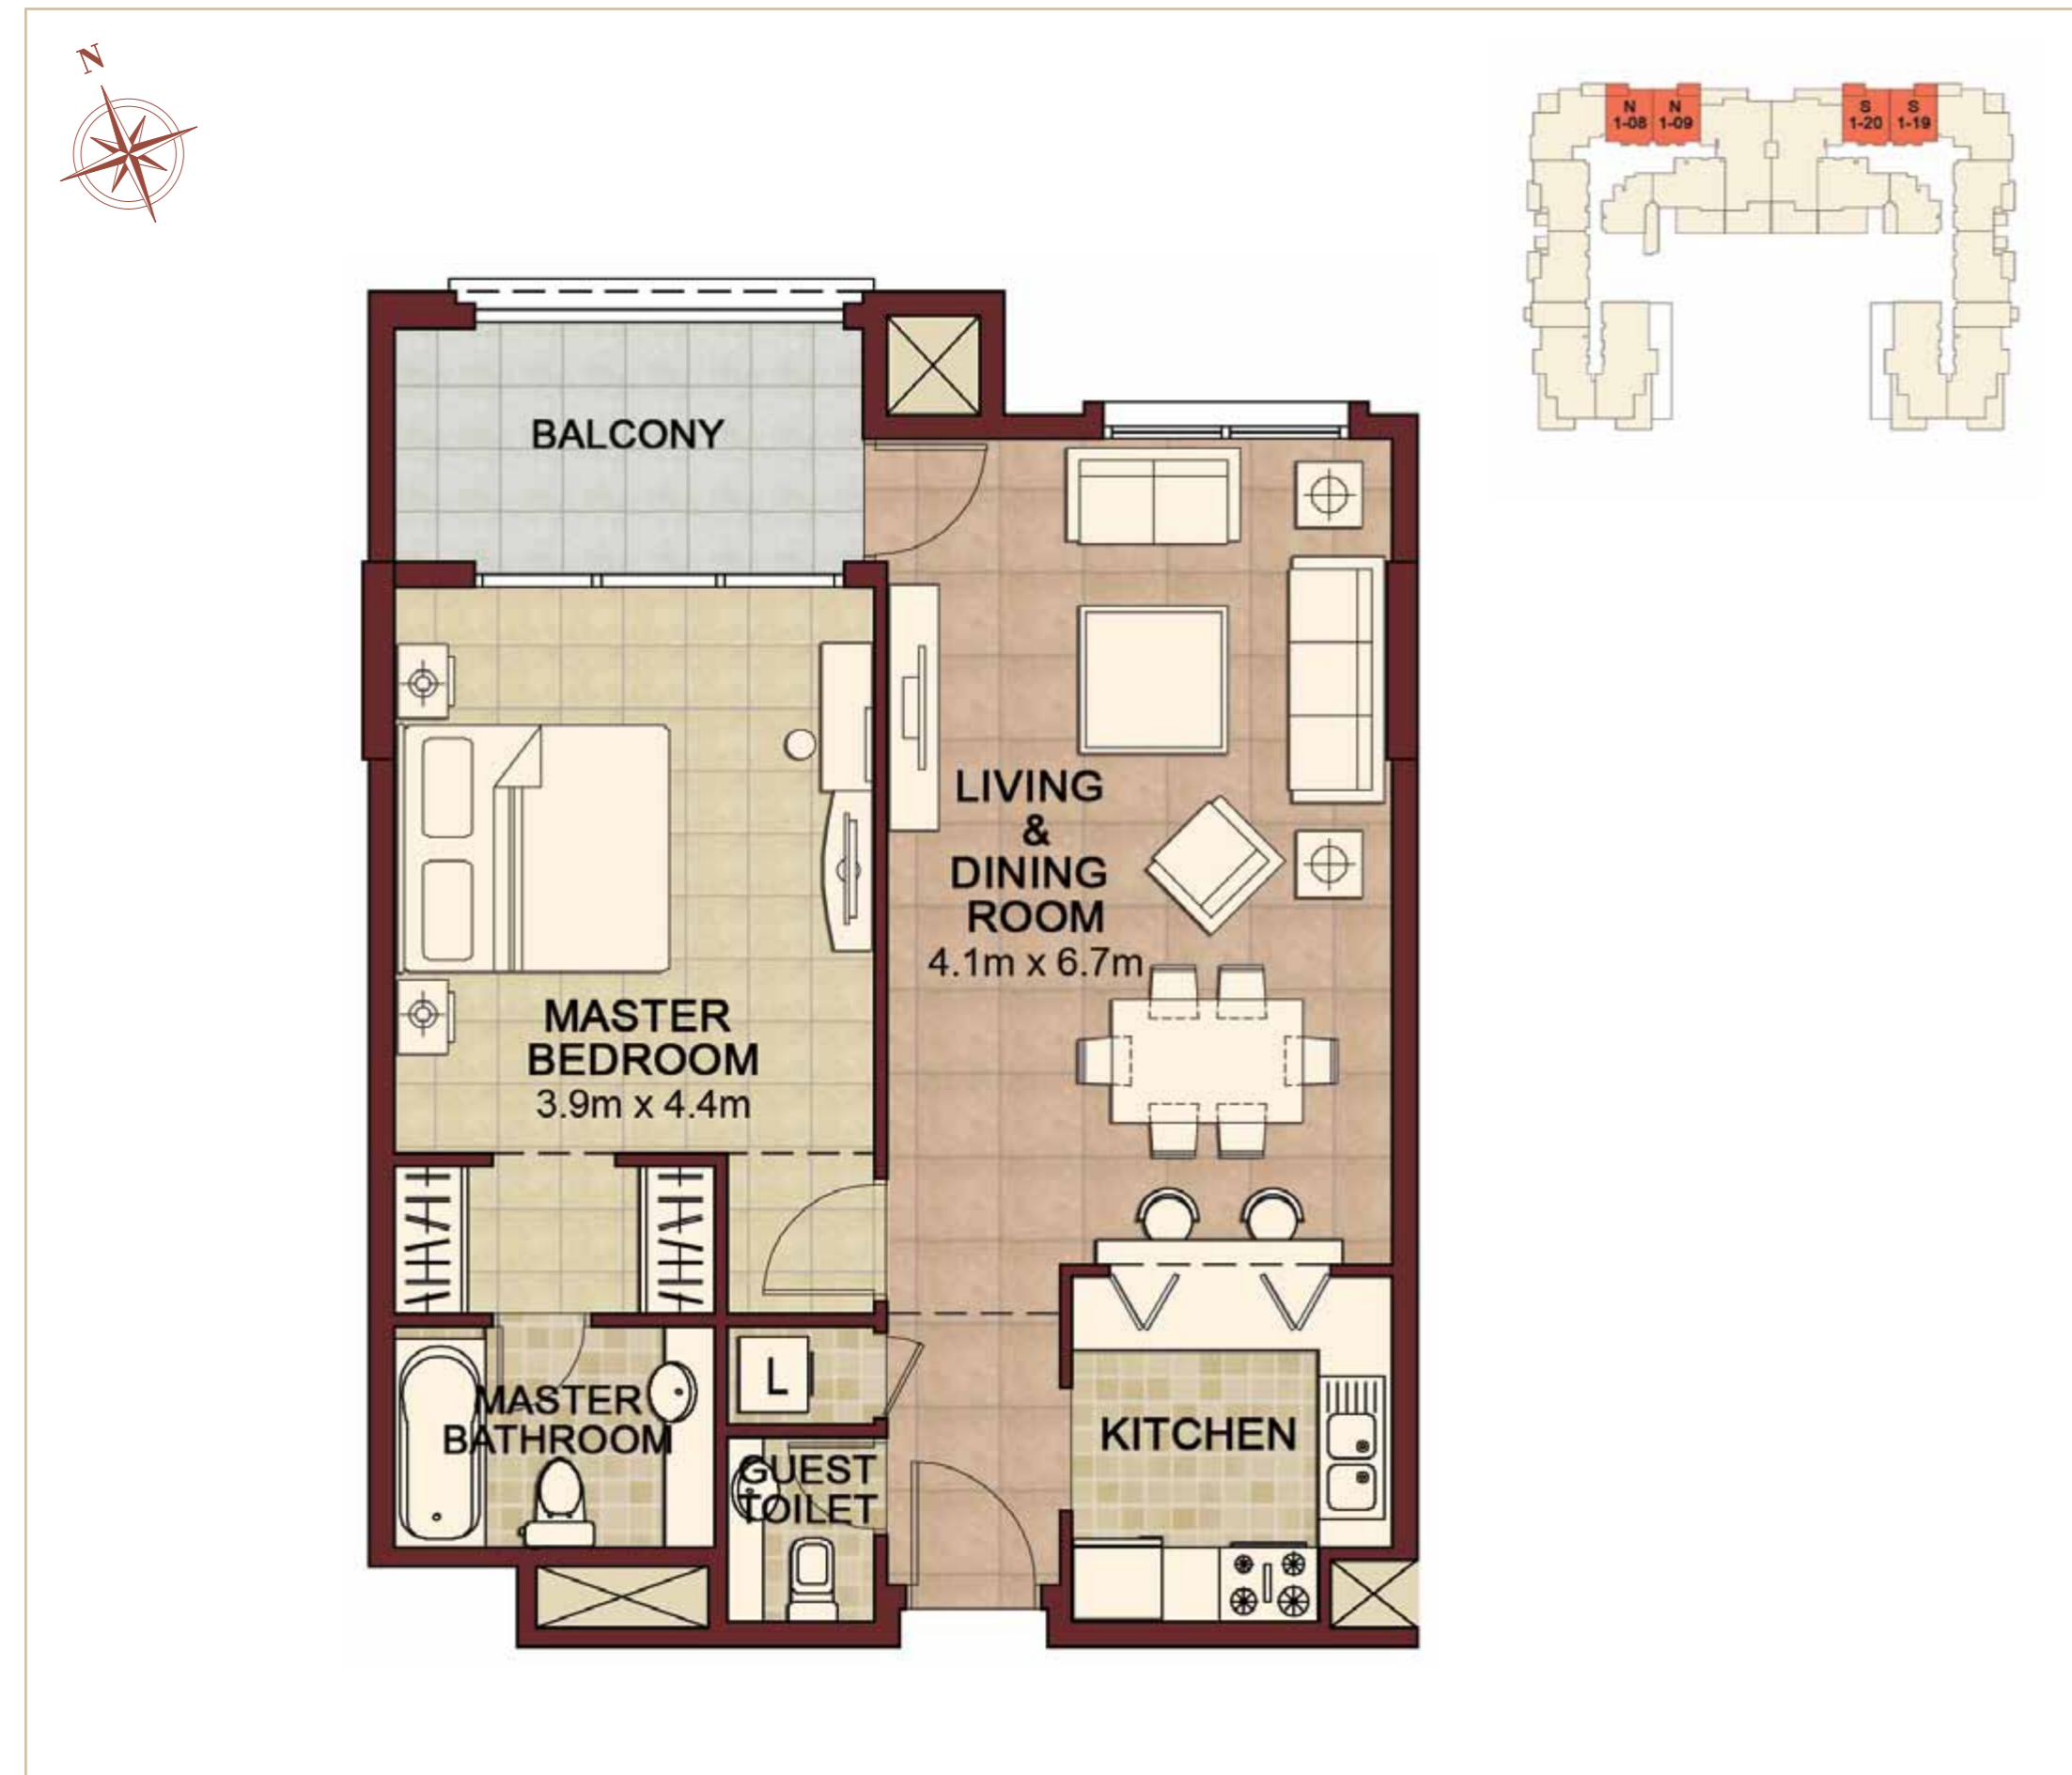 N
N
1-08
N
1-09
S
1-20
S
1-19
BALCONY
LIVING
&
DINING
ROOM
4.1m x 6.7m
MASTER
BEDROOM
3.9m x 4.4m
MASTER
BATHROOM
L
GUEST
TOILET
KITCHEN